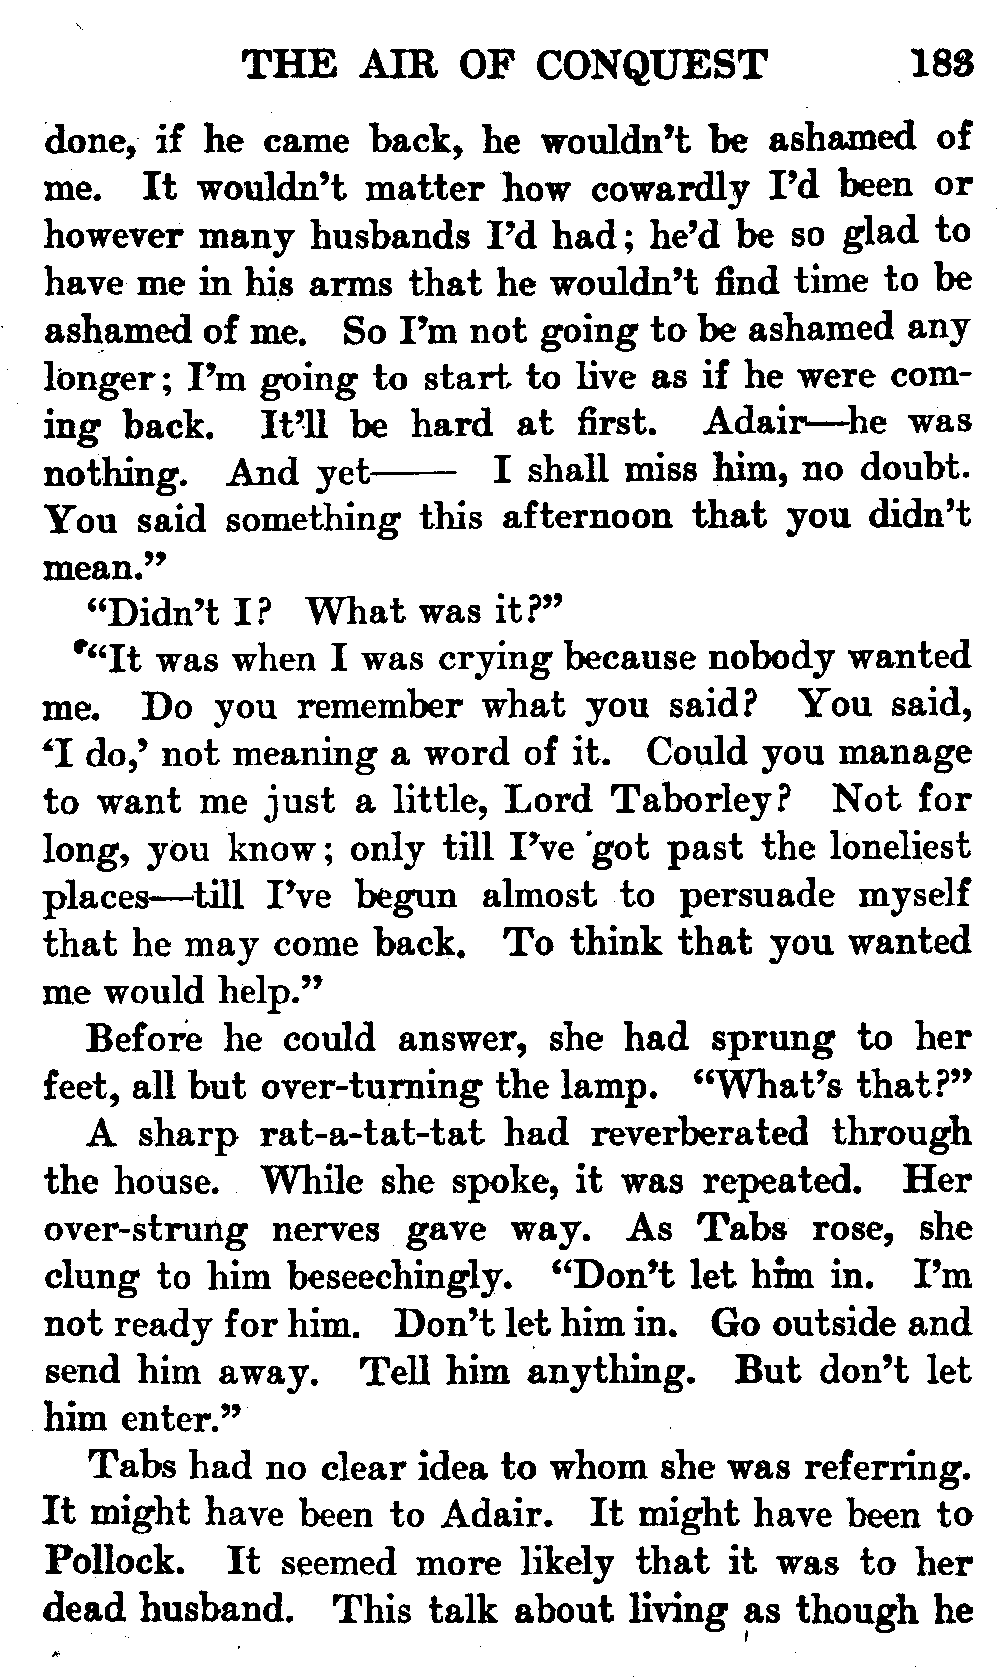 THE AIR OF CONQUEST 183
done, if he came back, he wouldn't be ashamed of
me. It wouldn't matter how cowardly I'd been or
however many husbands I'd had; he'd be so glad to
have me in his arms that he wouldn't find time to be
ashamed of me. So I'm not going to be ashamed any
longer; I'm going to start to live as if he were com-
ing back. It'll be hard at first. Adair—he was
nothing. And yet—— I shall miss him, no doubt.
You said something this afternoon that you didn't
mean."
"Didn't I? What was it?"
"It was when I was crying because nobody wanted
me. Do you remember what you said? You said,
'I do,' not meaning a word of it. Could you manage
to want me just a little, Lord Taborley? Not for
long, you know; only till I've got past the loneliest
places—till I've begun almost to persuade myself
that he may come back. To think that you wanted
me would help."
Before he could answer, she had sprung to her
feet, all but over-turning the lamp. "What's that?"
A sharp rat-a-tat-tat had reverberated through
the house. While she spoke, it was repeated. Her
over-strung nerves gave way. As Tabs rose, she
clung to him beseechingly. "Don't let him in. I'm
not ready for him. Don't let him in. Go outside and
send him away. Tell him anything. But don't let
him enter."
Tabs had no clear idea to whom she was referring.
It might have been to Adair. It might have been to
Pollock. It seemed more likely that it was to her
dead husband. This talk about living as though he